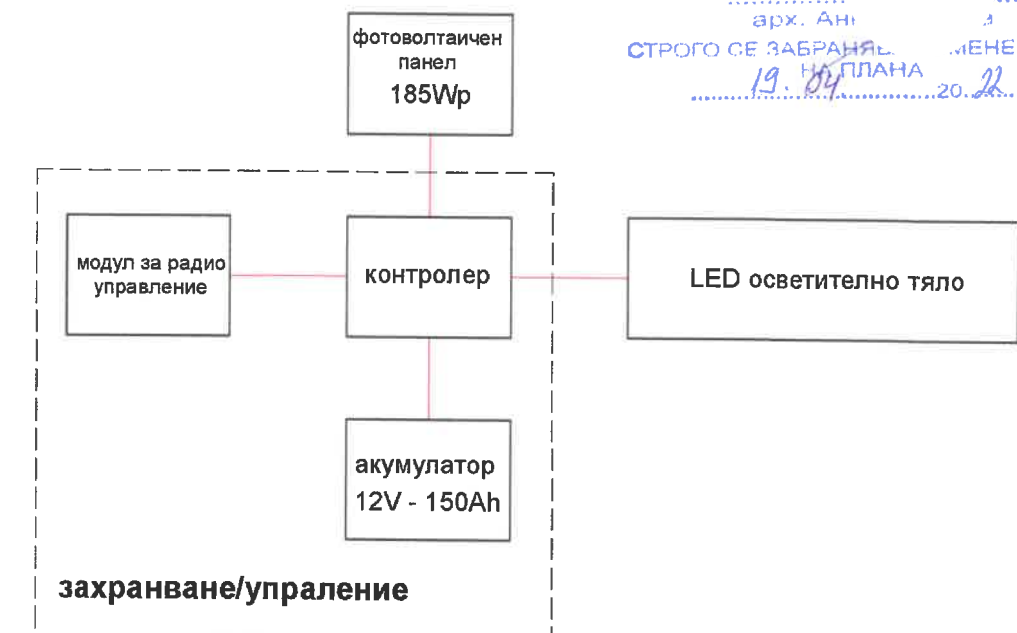 арх. Ан
СТРОГО СЕ
НА ПЛАНА
19. 04 20 22
фотоволтаичен
панел
185Wp
модул за радио
управление
контролер
LED осветително тяло
акумулатор
12V - 150Ah
захранване/упраление